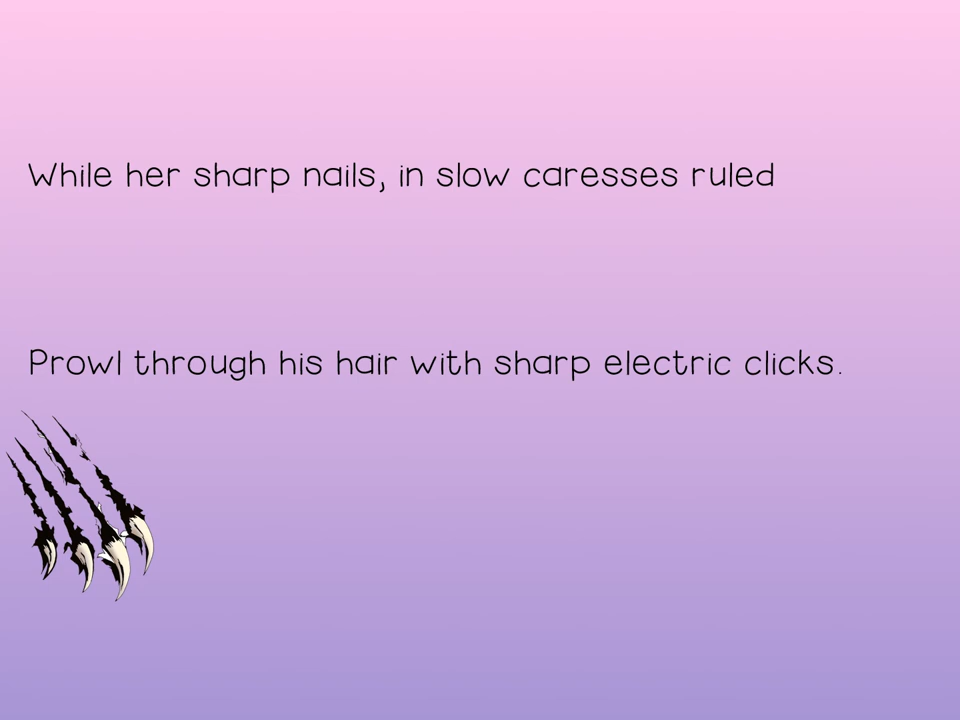 While her sharp nails, in slow caresses ruled
Prowl through his hair with sharp electric clicks.